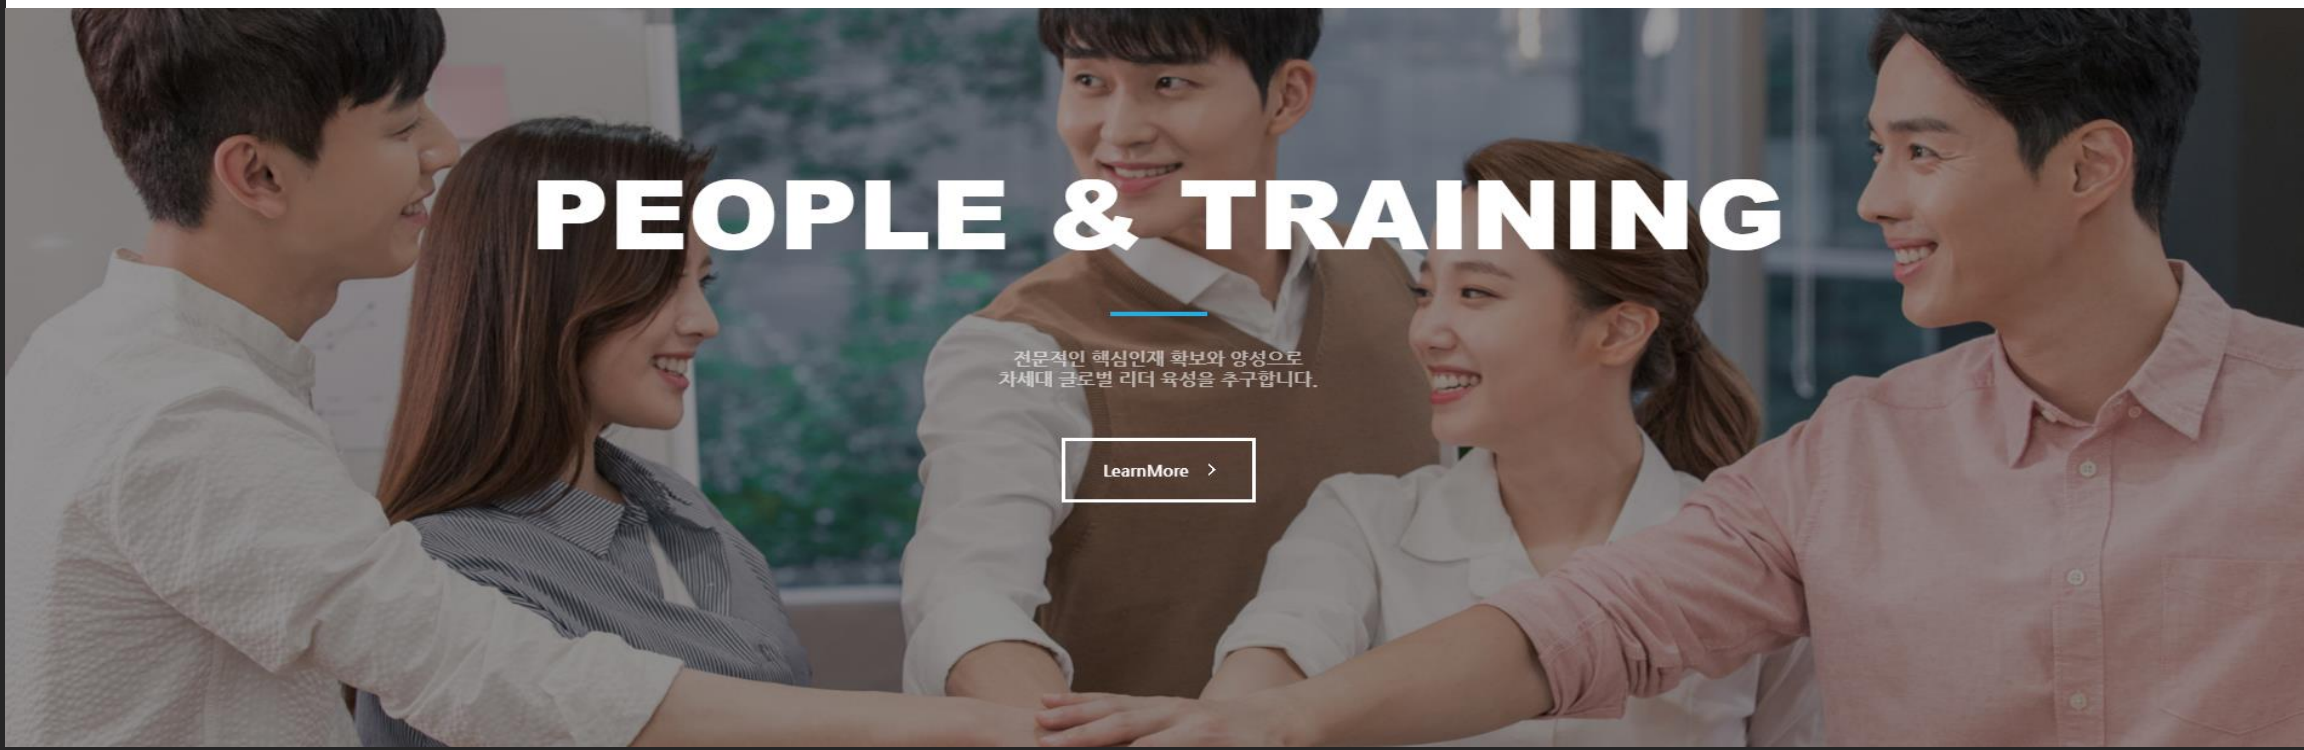 PEOPLE & TRAINING
전문적인 핵심인재 확보와 양성으로
차세대 글로벌 리더 육성을 추구합니다.
LearnMore >